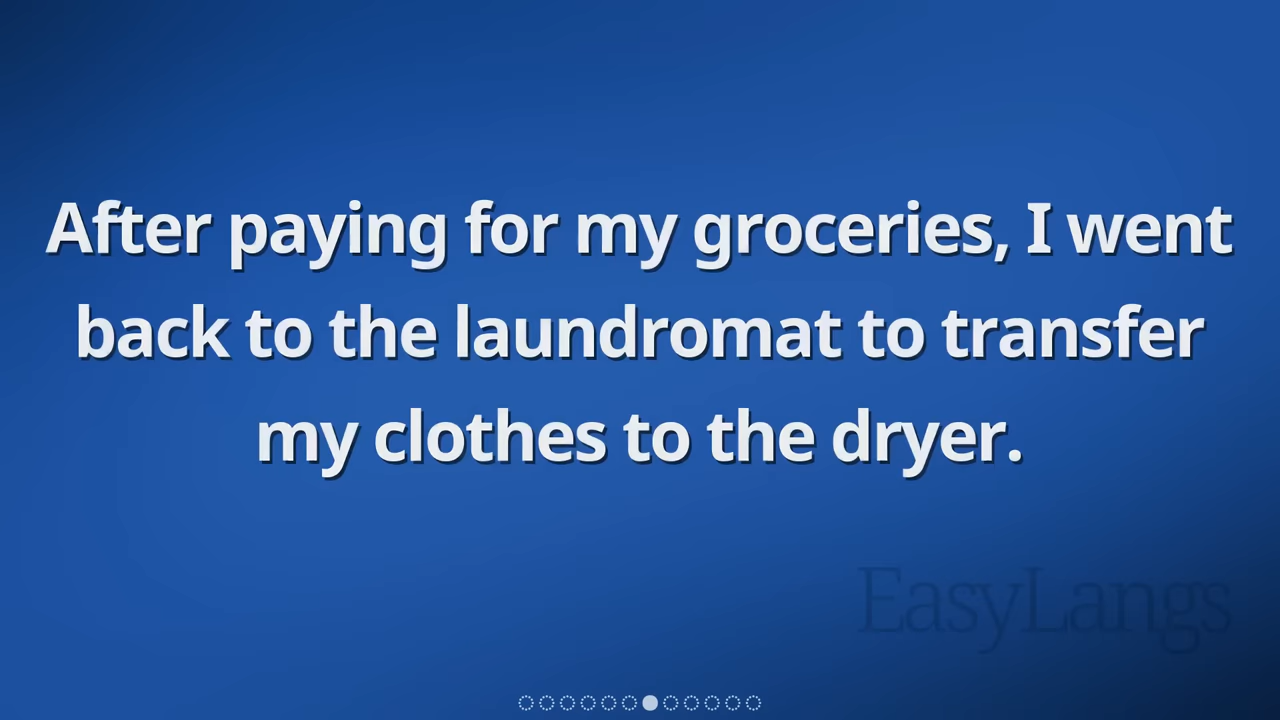 After paying for my groceries, I went
back to the laundromat to transfer
my clothes to the dryer.
EasyLangs